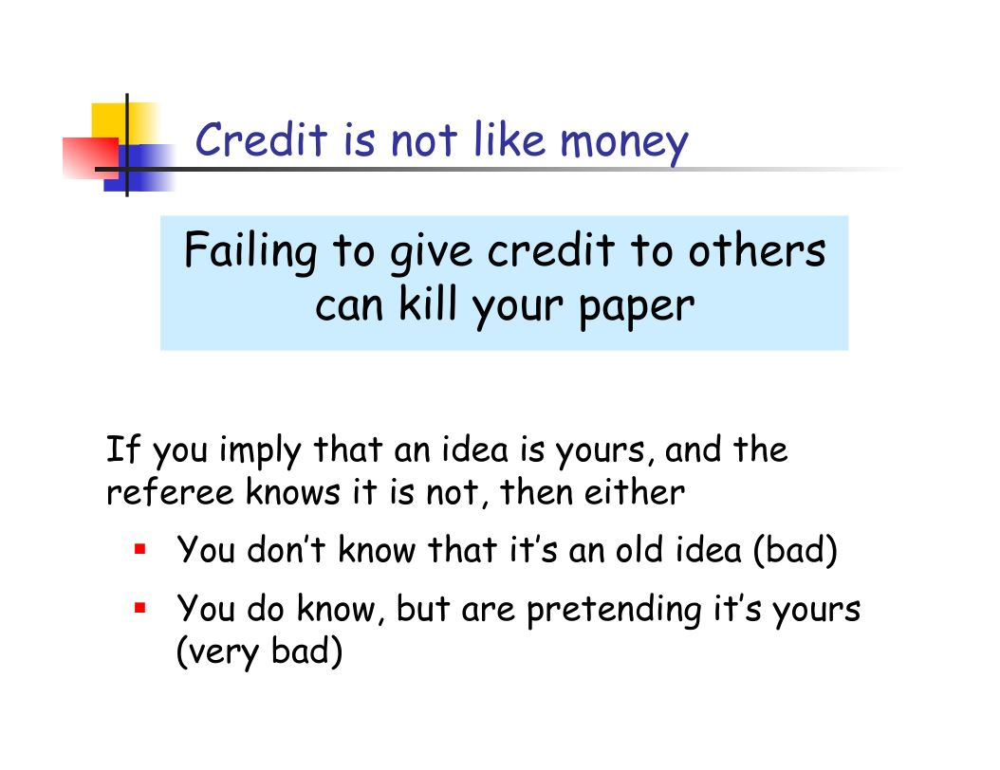 Credit is not like money
Failing to give credit to others
can kill your paper
If you imply that an idea is yours, and the
referee knows it is not, then either
▪ You don’t know that it’s an old idea (bad)
▪ You do know, but are pretending it’s yours
(very bad)